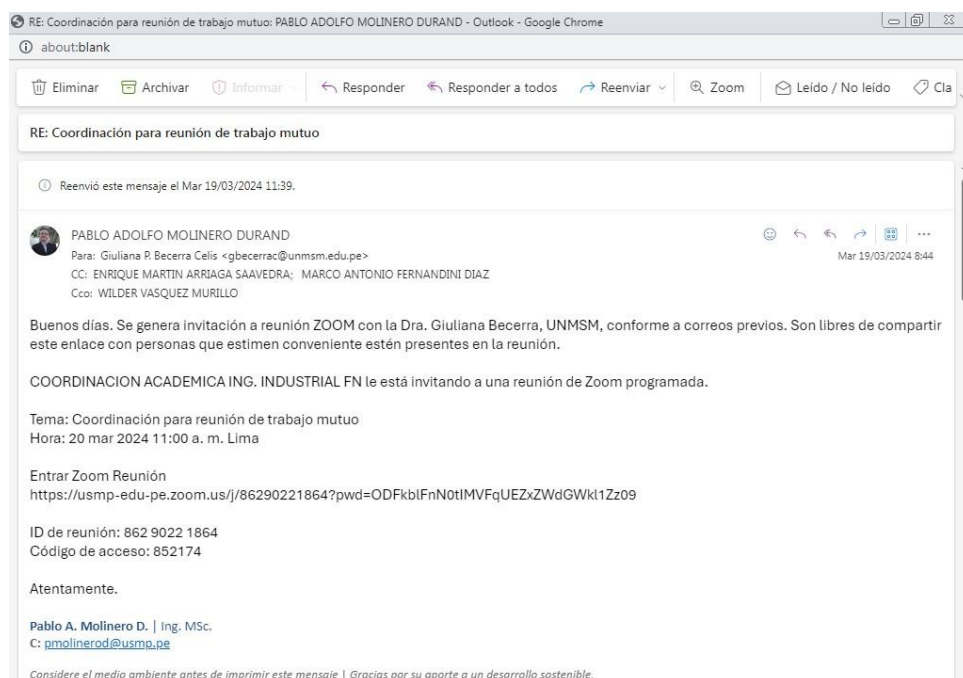 RE: Coordinación para reunión de trabajo mutuo: PABLO ADOLFO MOLINERO DURAND - Outlook - Google Chrome
about:blank
Eliminar Archivar Informar Responder Responder a todos Reenviar Zoom Leído / No leído Cla
RE: Coordinación para reunión de trabajo mutuo
Reenvió este mensaje el Mar 19/03/2024 11:39.
PABLO ADOLFO MOLINERO DURAND
Para: Giuliana P. Becerra Celis <gbecerrac@unmsm.edu.pe>
Mar 19/03/2024 8:44
CC: ENRIQUE MARTIN ARRIAGA SAAVEDRA; MARCO ANTONIO FERNANDINI DIAZ
Cco: WILDER VASQUEZ MURILLO
Buenos días. Se genera invitación a reunión ZOOM con la Dra. Giuliana Becerra, UNMSM, conforme a correos previos. Son libres de compartir
este enlace con personas que estimen conveniente estén presentes en la reunión.
COORDINACION ACADEMICA ING. INDUSTRIAL FN le está invitando a una reunión de Zoom programada.
Tema: Coordinación para reunión de trabajo mutuo
Hora: 20 mar 2024 11:00 a. m. Lima
Entrar Zoom Reunión
https://usmp-edu-pe.zoom.us/j/86290221864?pwd=ODFkblFnN0tIMVFqUEZxZWdGWkl1Zz09
ID de reunión: 862 9022 1864
Código de acceso: 852174
Atentamente.
Pablo A. Molinero D. | Ing. MSc.
C: pmolinerod@usmp.pe
Considere el medio ambiente antes de imprimir este mensaje | Gracias por su aporte a un desarrollo sostenible.